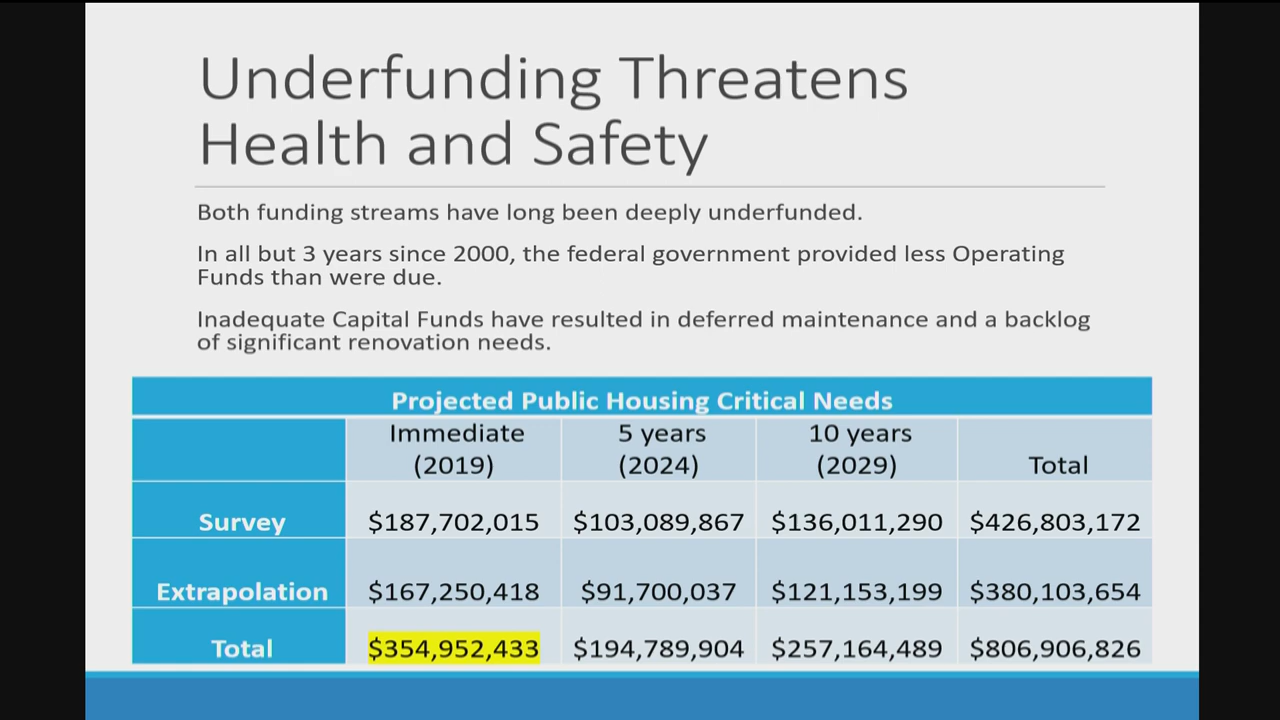 Underfunding Threatens
Health and Safety
Both funding streams have long been deeply underfunded.
In all but 3 years since 2000, the federal government provided less Operating
Funds than were due.
Inadequate Capital Funds have resulted in deferred maintenance and a backlog
of significant renovation needs.
Projected Public Housing Critical Needs
Immediate (2019) 5 years (2024) 10 years (2029) Total
Survey $187,702,015 $103,089,867 $136,011,290 $426,803,172
Extrapolation $167,250,418 $91,700,037 $121,153,199 $380,103,654
Total $354,952,433 $194,789,904 $257,164,489 $806,906,826